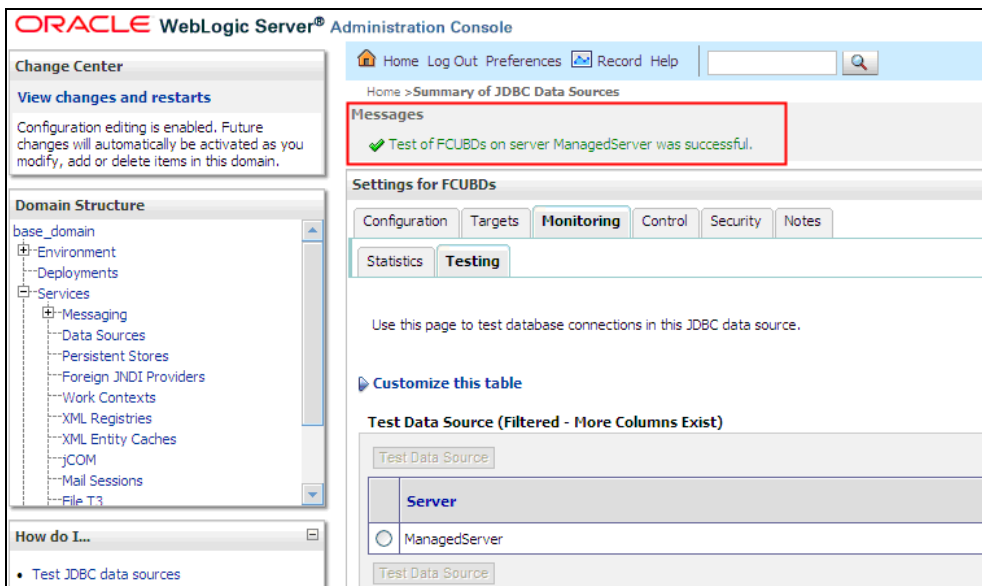 ORACLE WebLogic Server® Administration Console
Change Center
View changes and restarts
Configuration editing is enabled. Future
changes will automatically be activated as you
modify, add or delete items in this domain.
Domain Structure
base_domain
Environment
Deployments
Services
Messaging
Data Sources
Persistent Stores
Foreign JNDI Providers
Work Contexts
XML Registries
XML Entity Caches
jCOM
Mail Sessions
File T3
How do I...
• Test JDBC data sources
Home Log Out Preferences Record Help
Home >Summary of JDBC Data Sources
Messages
Test of FCUBDs on server ManagedServer was successful.
Settings for FCUBDs
Configuration Targets Monitoring Control Security Notes
Statistics Testing
Use this page to test database connections in this JDBC data source.
Customize this table
Test Data Source (Filtered - More Columns Exist)
Test Data Source
Server
ManagedServer
Test Data Source